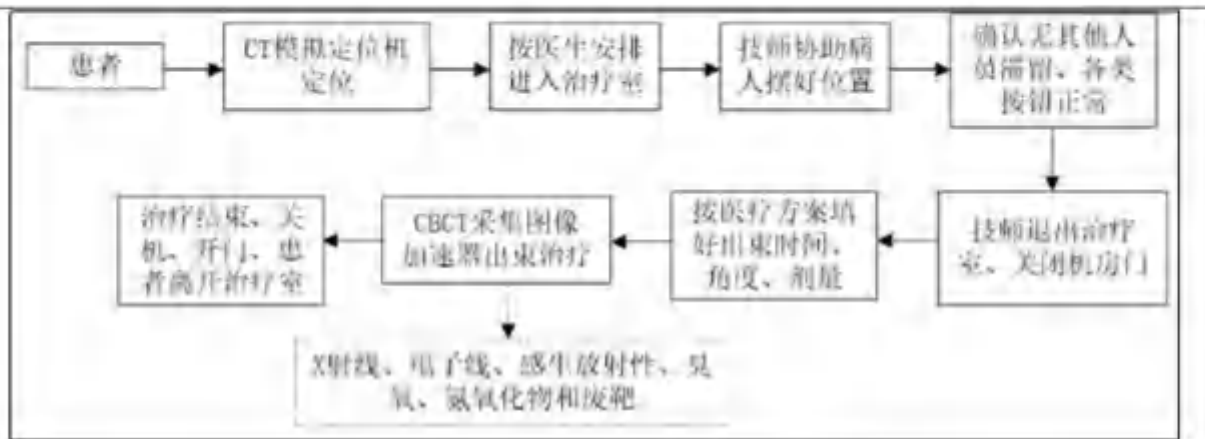 患者
CT模拟定位机
定位
按医生安排
进入治疗室
技师协助病
人摆好位置
确认无其他人
员滞留、各类
按钮正常
技师退出治疗
室、关闭机房门
按医疗方案填
好出束时间、
角度、剂量
CBCT采集图像
加速器出束治疗
治疗结束、关
机、开门、患
者离开治疗室
X射线、电子线、感生放射性、臭
氧、氮氧化物和废靶